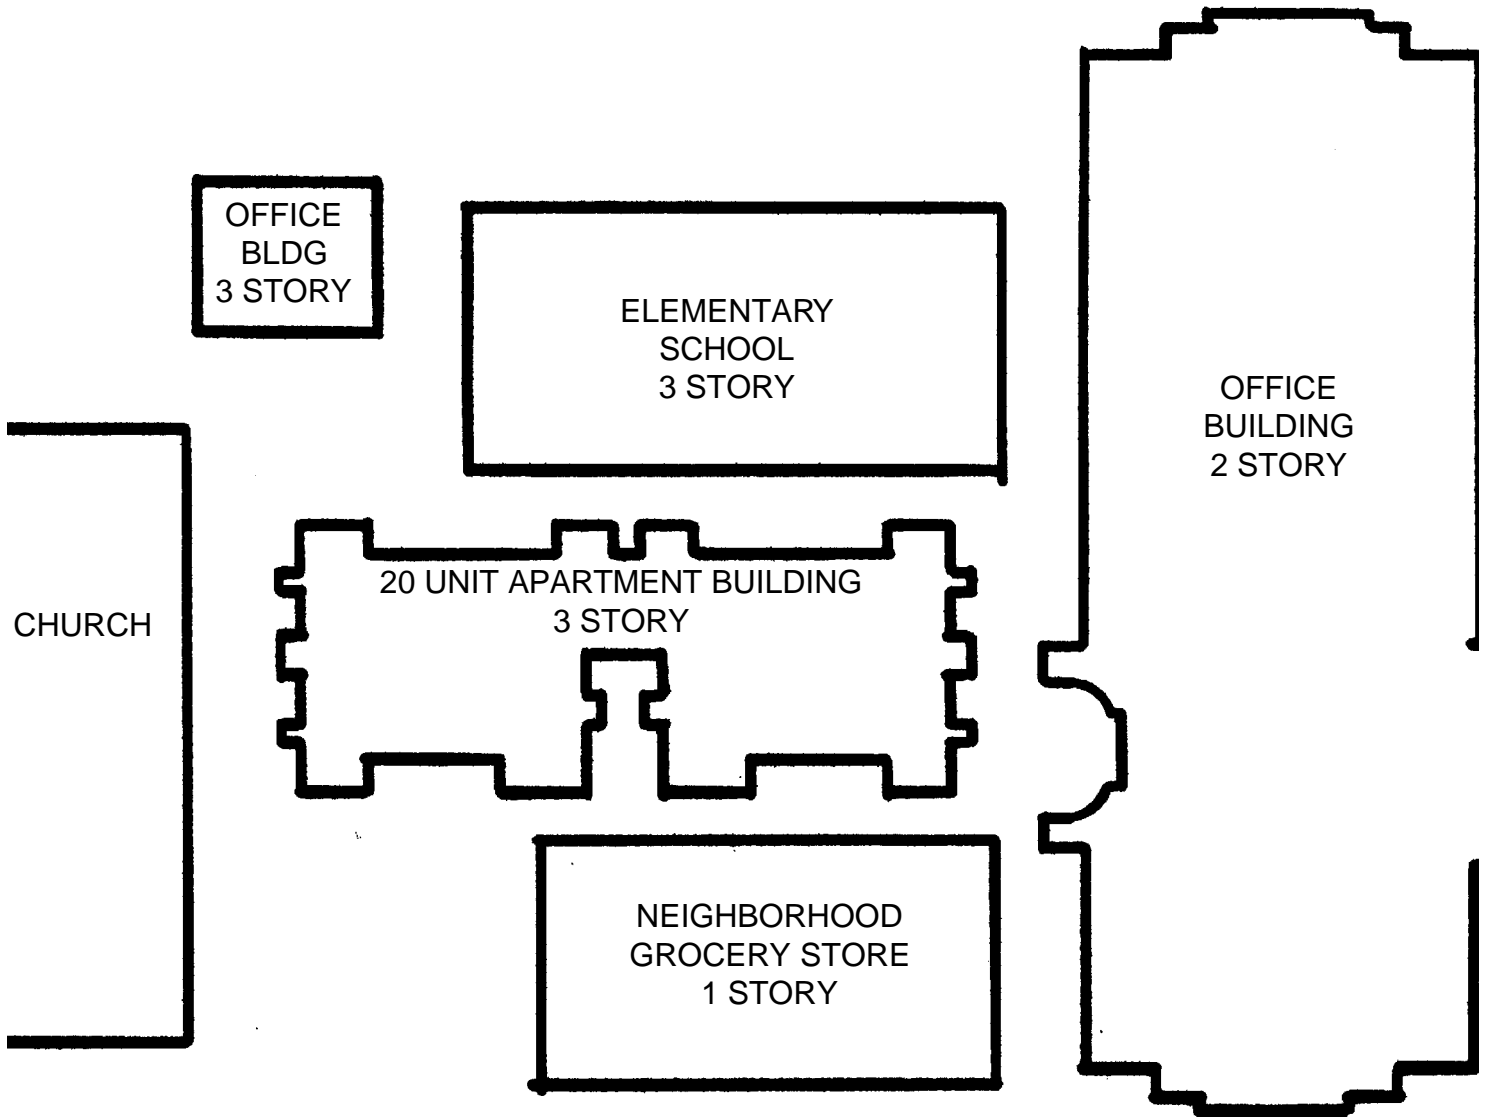 OFFICE
BLDG
3 STORY
ELEMENTARY
SCHOOL
3 STORY
OFFICE
BUILDING
2 STORY
20 UNIT APARTMENT BUILDING
3 STORY
CHURCH
NEIGHBORHOOD
GROCERY STORE
1 STORY